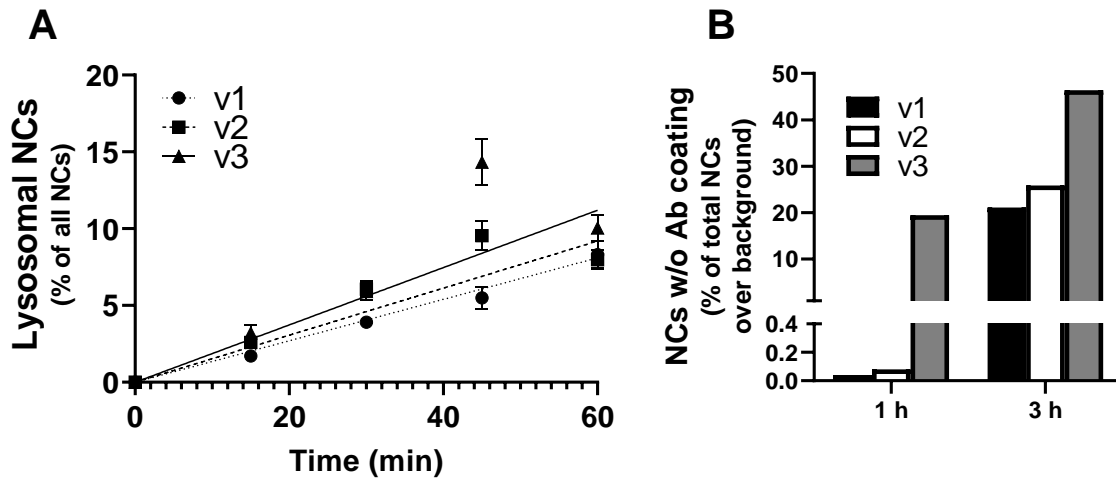 A
Lysosomal NCs
(% of all NCs)
20
15
10
5
0
v1
v2
v3
0
20
40
60
Time (min)
B
NCs w/o Ab coating
(% of total NCs
over background)
50
40
30
20
10
0.4
0.2
0.0
v1
v2
v3
1 h
3 h